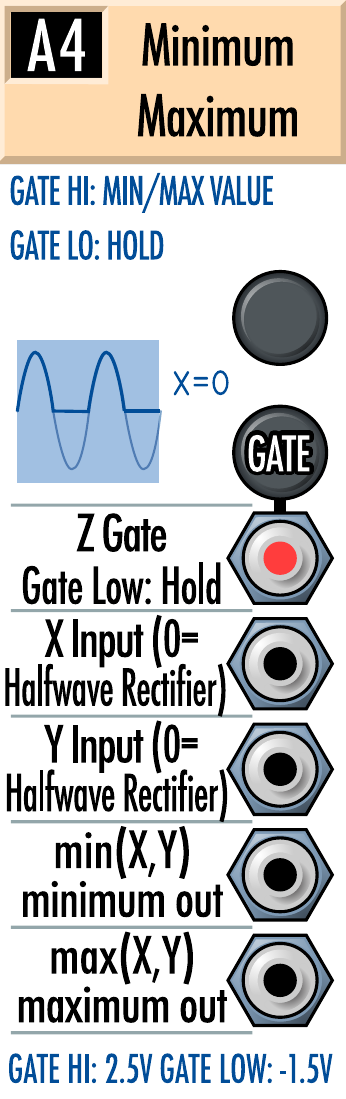 A4
Minimum
Maximum
GATE HI: MIN/MAX VALUE
GATE LO: HOLD
X=0
GATE
Z Gate
Gate Low: Hold
X Input (0=
Halfwave Rectifier)
Y Input (0=
Halfwave Rectifier)
min(X,Y)
minimum out
max(X,Y)
maximum out
GATE HI: 2.5V GATE LOW: -1.5V